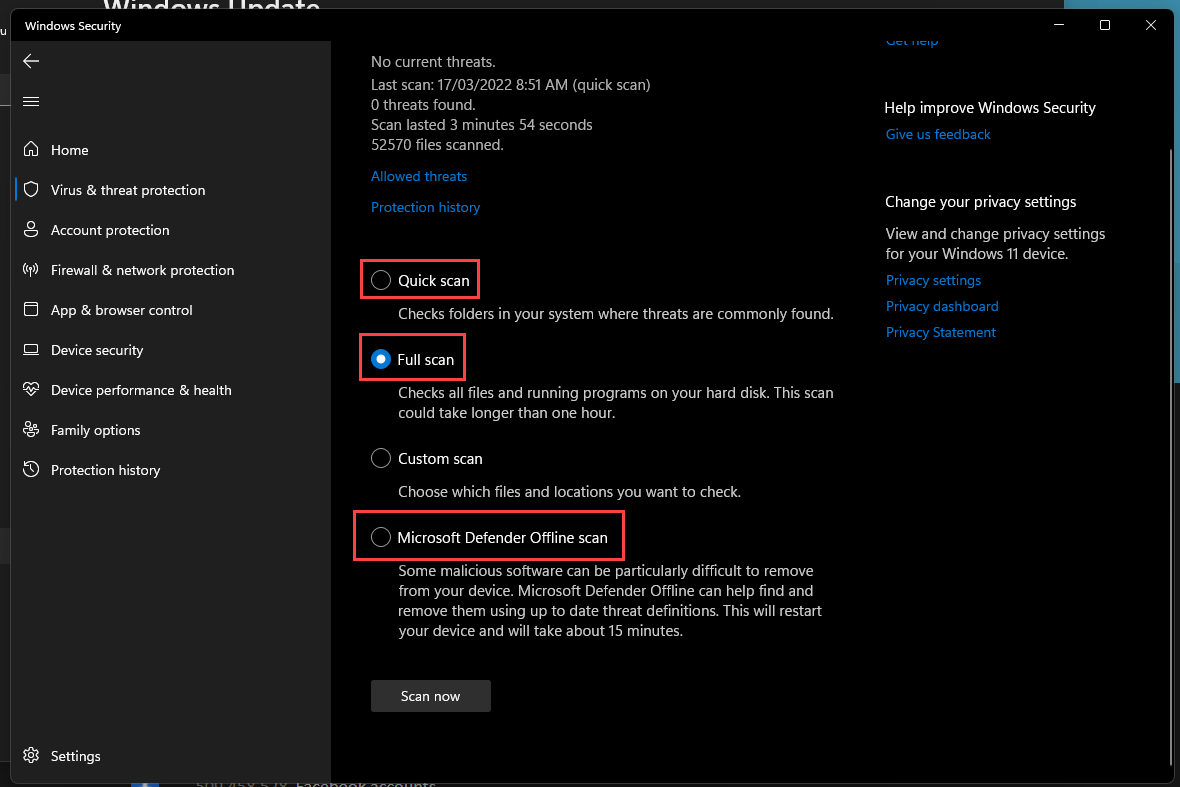 Windows Update
Windows Security
Get help
No current threats.
Last scan: 17/03/2022 8:51 AM (quick scan)
0 threats found.
Scan lasted 3 minutes 54 seconds
52570 files scanned.
Allowed threats
Protection history
Home
Virus & threat protection
Account protection
Firewall & network protection
App & browser control
Device security
Device performance & health
Family options
Protection history
Settings
Quick scan
Checks folders in your system where threats are commonly found.
Full scan
Checks all files and running programs on your hard disk. This scan
could take longer than one hour.
Custom scan
Choose which files and locations you want to check.
Microsoft Defender Offline scan
Some malicious software can be particularly difficult to remove
from your device. Microsoft Defender Offline can help find and
remove them using up to date threat definitions. This will restart
your device and will take about 15 minutes.
Scan now
Help improve Windows Security
Give us feedback
Change your privacy settings
View and change privacy settings
for your Windows 11 device.
Privacy settings
Privacy dashboard
Privacy Statement
Facebook accounts